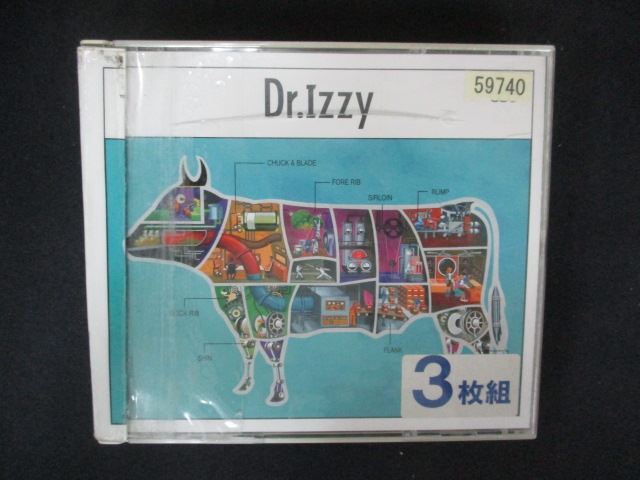 Dr.Izzy
59740
CHUCK & BLADE
FORE RIB
SIRLOIN
RUMP
SHIN
FLANK
3枚組